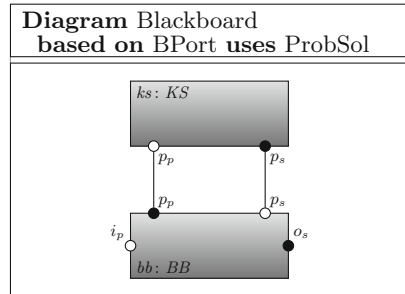 Diagram Blackboard
based on BPort uses ProbSol
ks: KS
p_p p_s
p_p p_s
i_p o_s
bb: BB